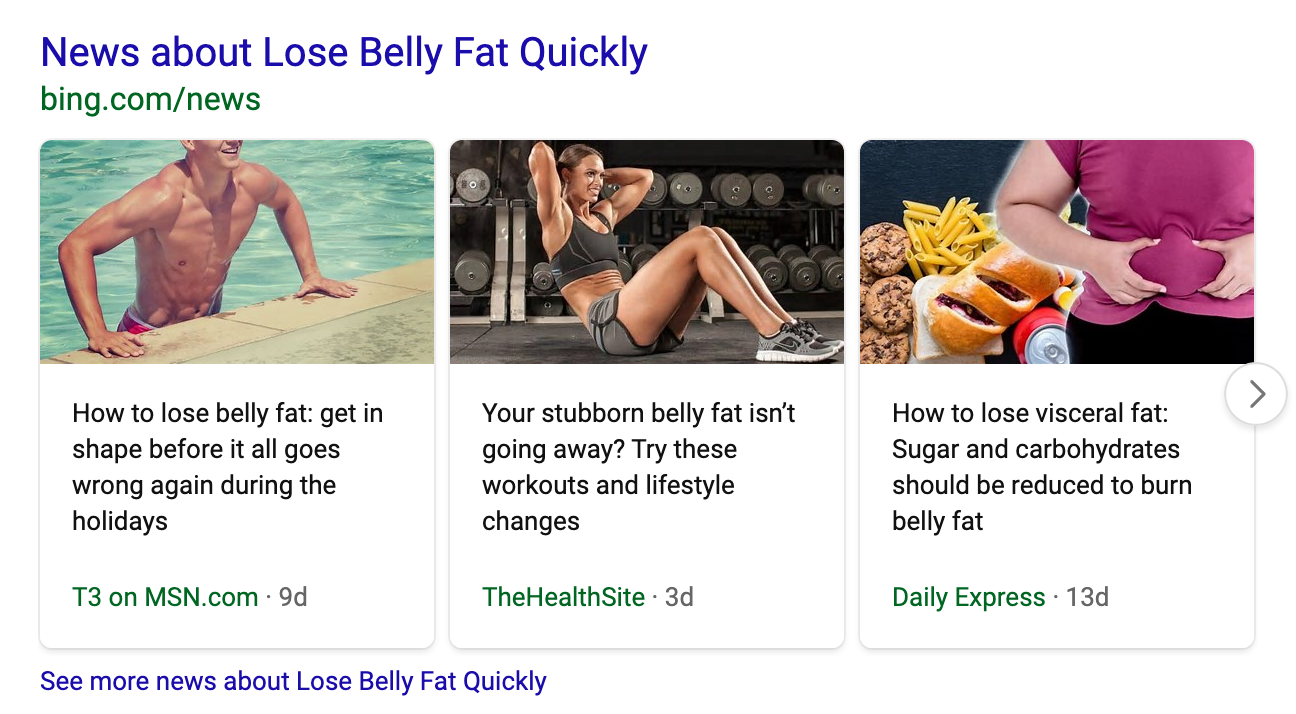 News about Lose Belly Fat Quickly
bing.com/news
How to lose belly fat: get in
shape before it all goes
wrong again during the
holidays
T3 on MSN.com · 9d
Your stubborn belly fat isn’t
going away? Try these
workouts and lifestyle
changes
TheHealthSite · 3d
How to lose visceral fat:
Sugar and carbohydrates
should be reduced to burn
belly fat
Daily Express · 13d
See more news about Lose Belly Fat Quickly